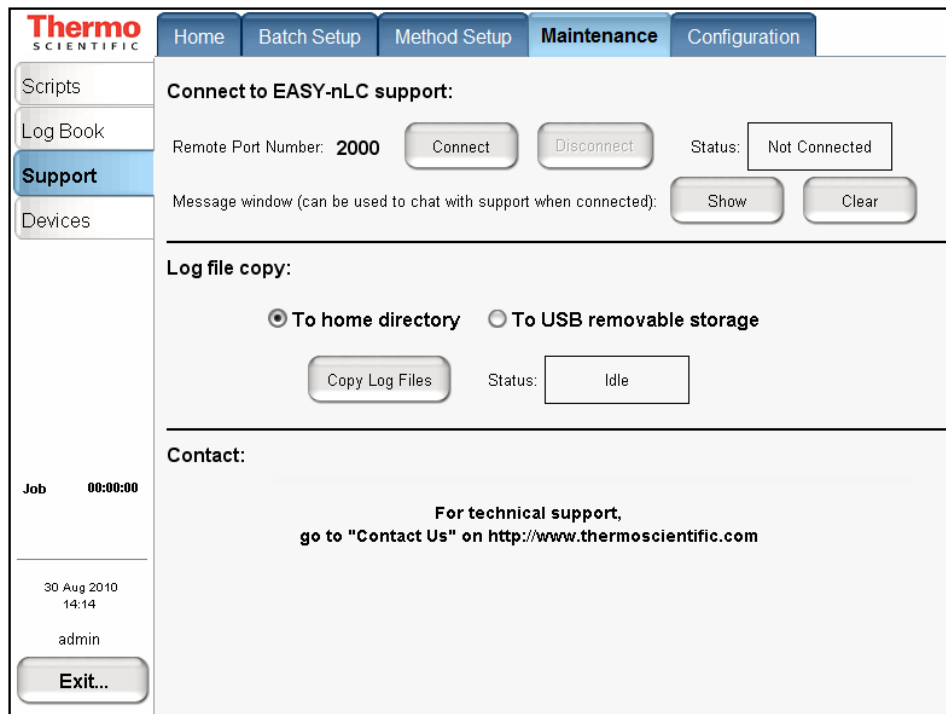 Thermo
SCIENTIFIC
Home Batch Setup Method Setup Maintenance Configuration
Scripts
Log Book
Support
Devices
Connect to EASY-nLC support:
Remote Port Number: 2000 Connect Disconnect Status: Not Connected
Message window (can be used to chat with support when connected): Show Clear
Log file copy:
To home directory To USB removable storage
Copy Log Files Status: Idle
Contact:
For technical support,
go to "Contact Us" on http://www.thermoscientific.com
Job 00:00:00
30 Aug 2010
14:14
admin
Exit...